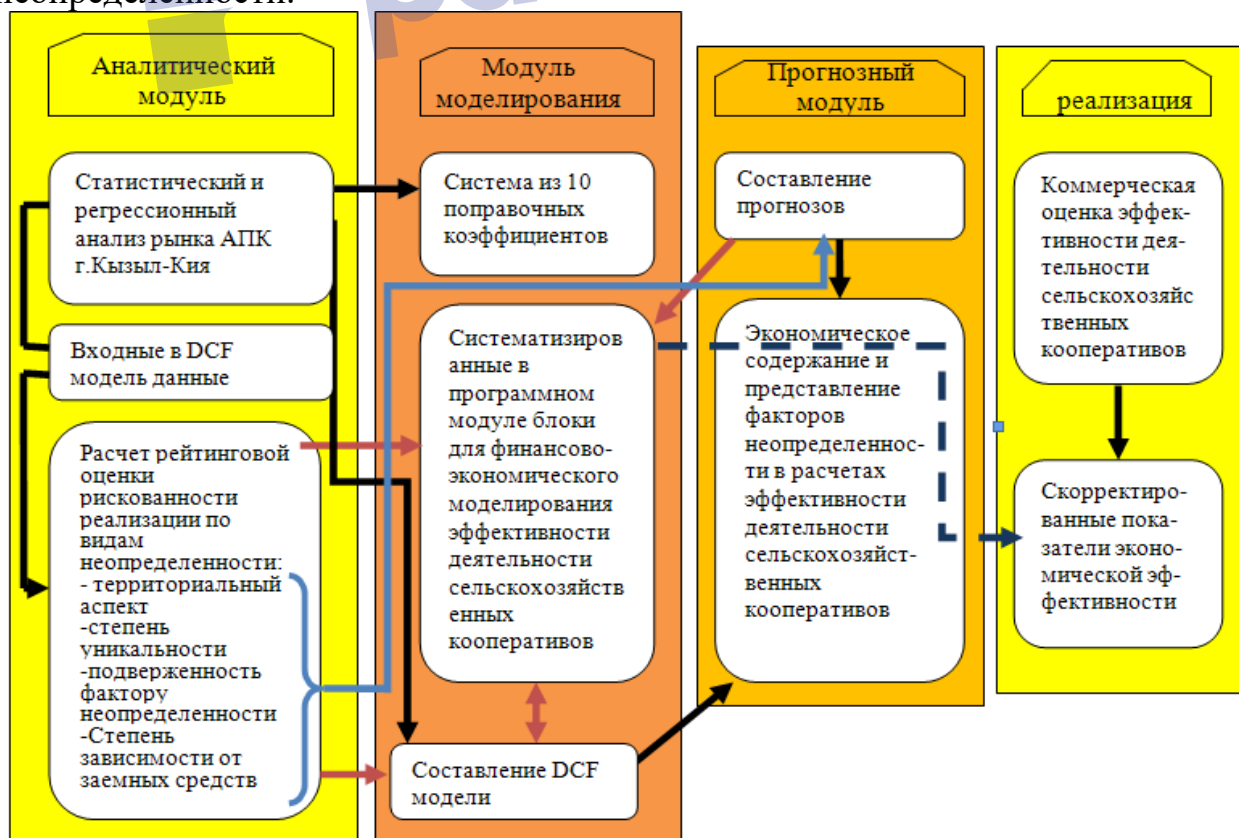 неопределенности.
Аналитический
модуль
Статистический и
регрессионный
анализ рынка АПК
г.Кызыл-Кия
Входные в DCF
модель данные
Расчет рейтинговой
оценки
рискованности
реализации по
видам
неопределенности:
- территориальный
аспект
-степень
уникальности
-подверженность
фактору
неопределенности
-Степень
зависимости от
заемных средств
Модуль
моделирования
Система из 10
поправочных
коэффициентов
Систематизиров
анные в
программном
модуле блоки
для финансово-
экономического
моделирования
эффективности
деятельности
сельскохозяйств
енных
кооперативов
Составление DCF
модели
Прогнозный
модуль
Составление
прогнозов
Экономическое
содержание и
представление
факторов
неопределеннос-
ти в расчетах
эффективности
деятельности
сельскохозяйст-
венных
кооперативов
реализация
Коммерческая
оценка эффек-
тивности дея-
тельности
сельскохозяйс
твенных
кооперативов
Скорректиро-
ванные пока-
затели эконо-
мической эф-
фективности